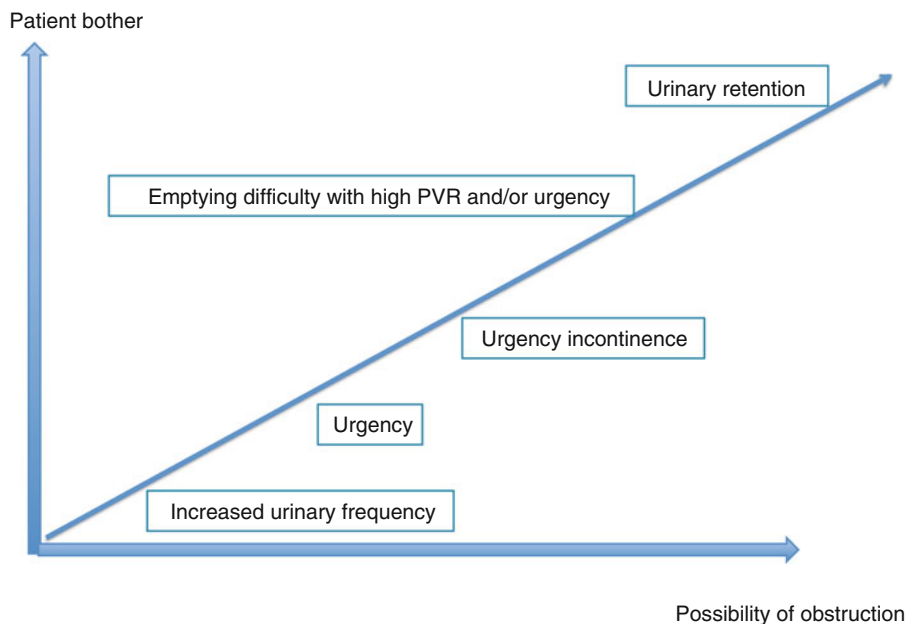 Patient bother
Urinary retention
Emptying difficulty with high PVR and/or urgency
Urgency incontinence
Urgency
Increased urinary frequency
Possibility of obstruction